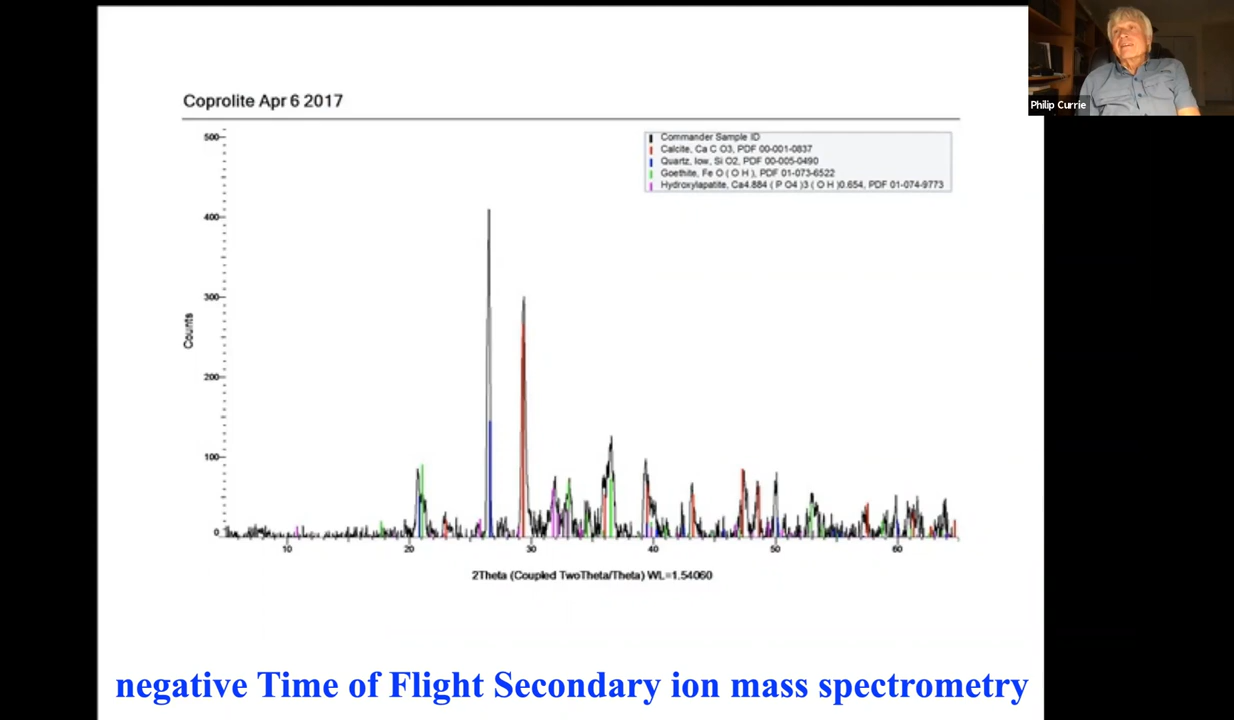 Philip Currie
Coprolite Apr 6 2017
Commander Sample ID
Calcite, Ca C O3, PDF 00-001-0837
Quartz, low, Si O2, PDF 00-005-0490
Goethite, Fe O ( O H ), PDF 01-073-6522
Hydroxylapatite, Ca4.884 ( P O4 )3 ( O H )0.654, PDF 01-074-9773
500
400
300
200
100
0
Counts
10 20 30 40 50 60
2Theta (Coupled TwoTheta/Theta) WL=1.54060
negative Time of Flight Secondary ion mass spectrometry